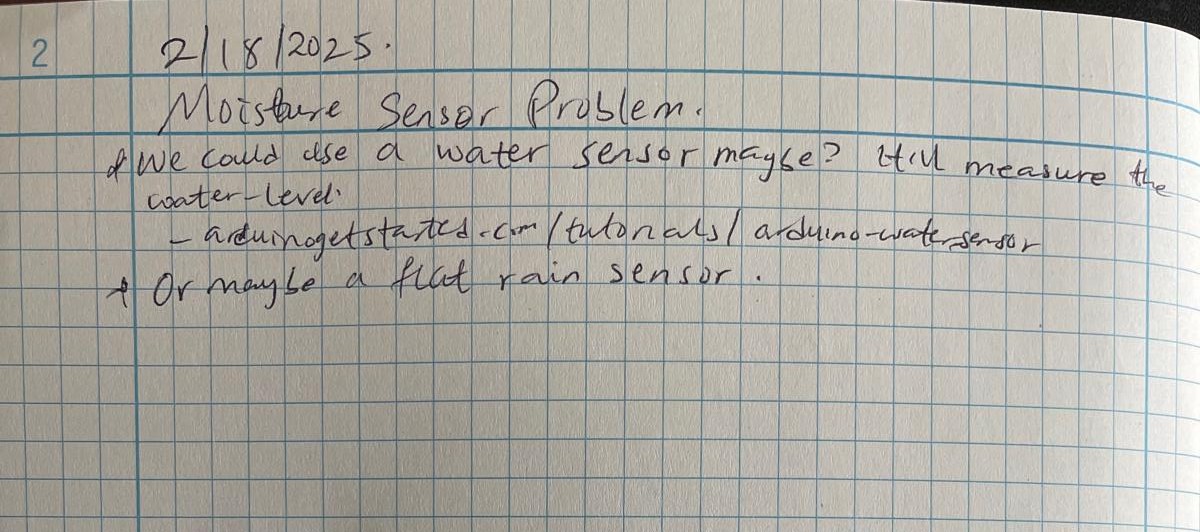 2
2/18/2025.
Moisture Sensor Problem.
* We could use a water sensor maybe? It'll measure the
water-level.
- arduinogetstarted.com/tutorials/arduino-water-sensor
* Or maybe a flat rain sensor.